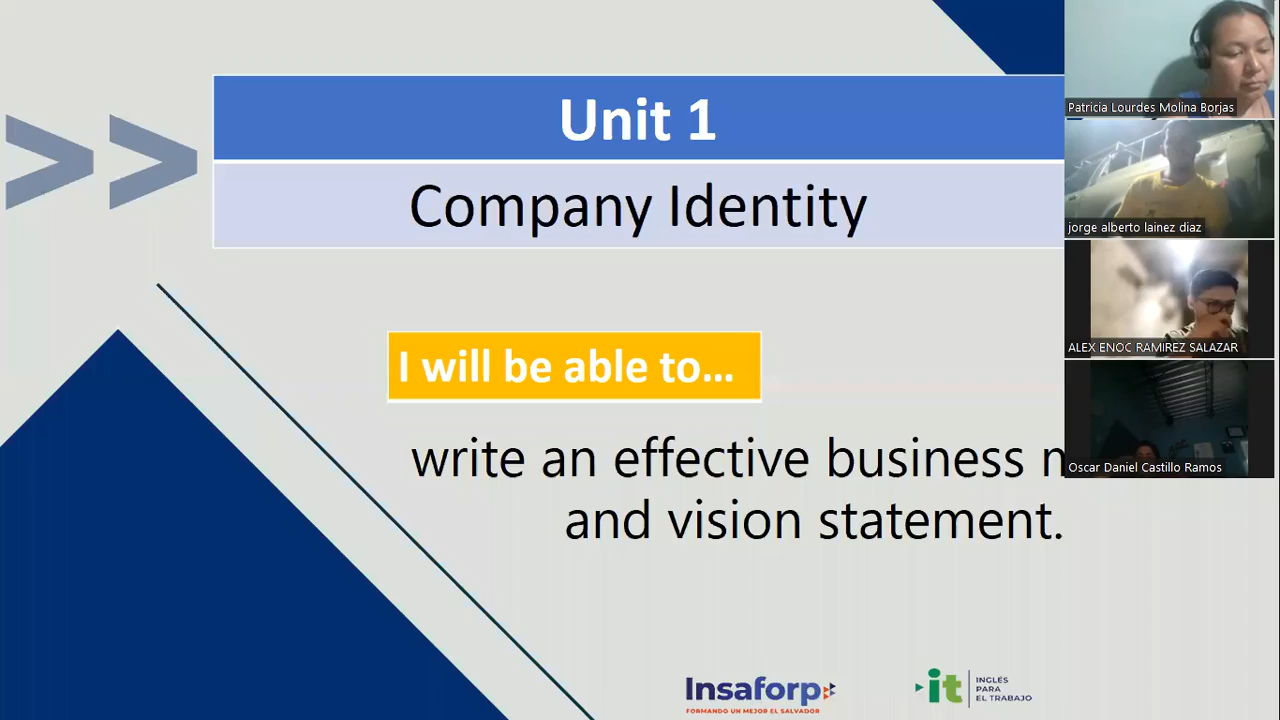 Unit 1
Company Identity
I will be able to...
write an effective business
and vision statement.
Insaforp
FORMANDO UN MEJOR EL SALVADOR
it
INGLÉS
PARA
EL TRABAJO
Patricia Lourdes Molina Borjas
jorge alberto lainez diaz
ALEX ENOC RAMIREZ SALAZAR
Oscar Daniel Castillo Ramos